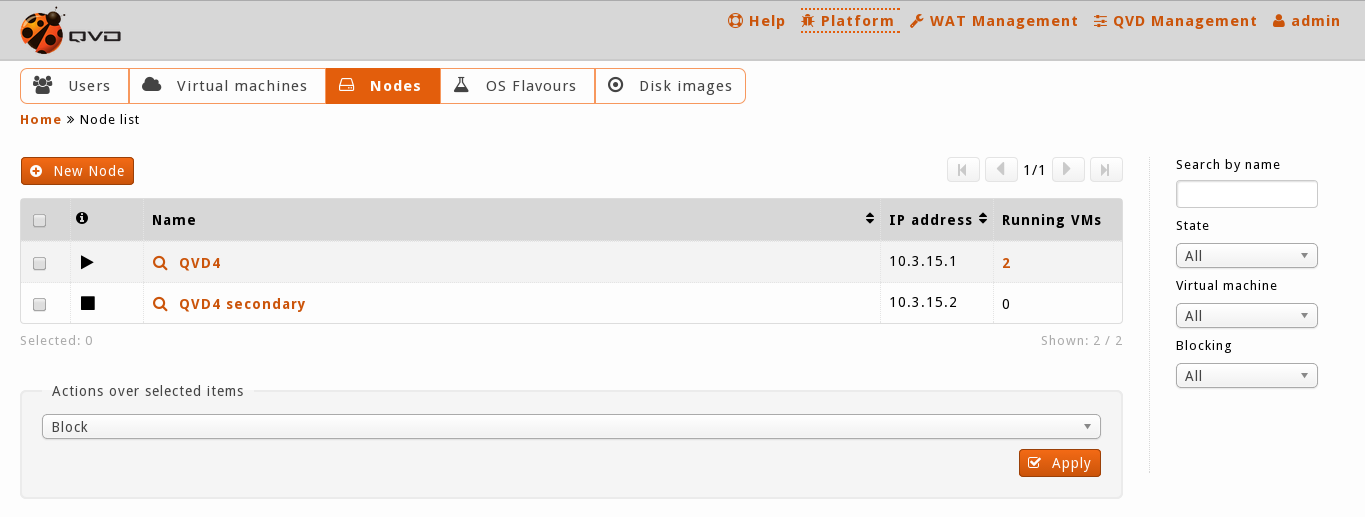 QVD
Help Platform WAT Management QVD Management admin
Users Virtual machines Nodes OS Flavours Disk images
Home » Node list
New Node
1/1
Name IP address Running VMs
QVD4 10.3.15.1 2
QVD4 secondary 10.3.15.2 0
Selected: 0 Shown: 2 / 2
Actions over selected items
Block
Apply
Search by name
State
All
Virtual machine
All
Blocking
All